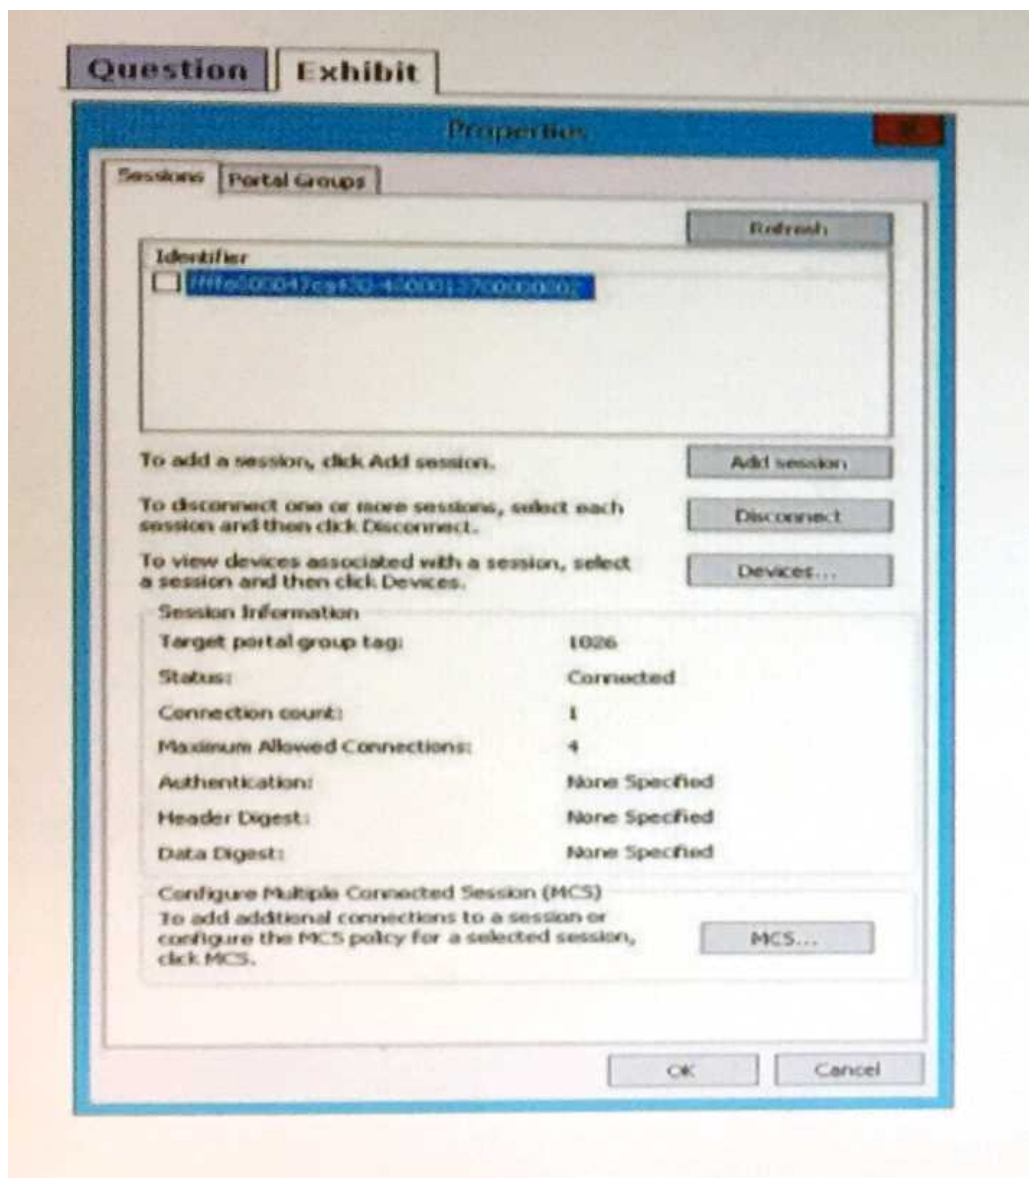 Question Exhibit
Properties
Sessions Portal Groups
Refresh
Identifier
To add a session, click Add session.
Add session
To disconnect one or more sessions, select each
session and then click Disconnect.
Disconnect
To view devices associated with a session, select
a session and then click Devices.
Devices...
Session Information
Target portal group tag: 1026
Status: Connected
Connection count: 1
Maximum Allowed Connections: 4
Authentication: None Specified
Header Digest: None Specified
Data Digest: None Specified
Configure Multiple Connected Session (MCS)
To add additional connections to a session or
configure the MCS policy for a selected session,
click MCS.
MCS...
OK Cancel